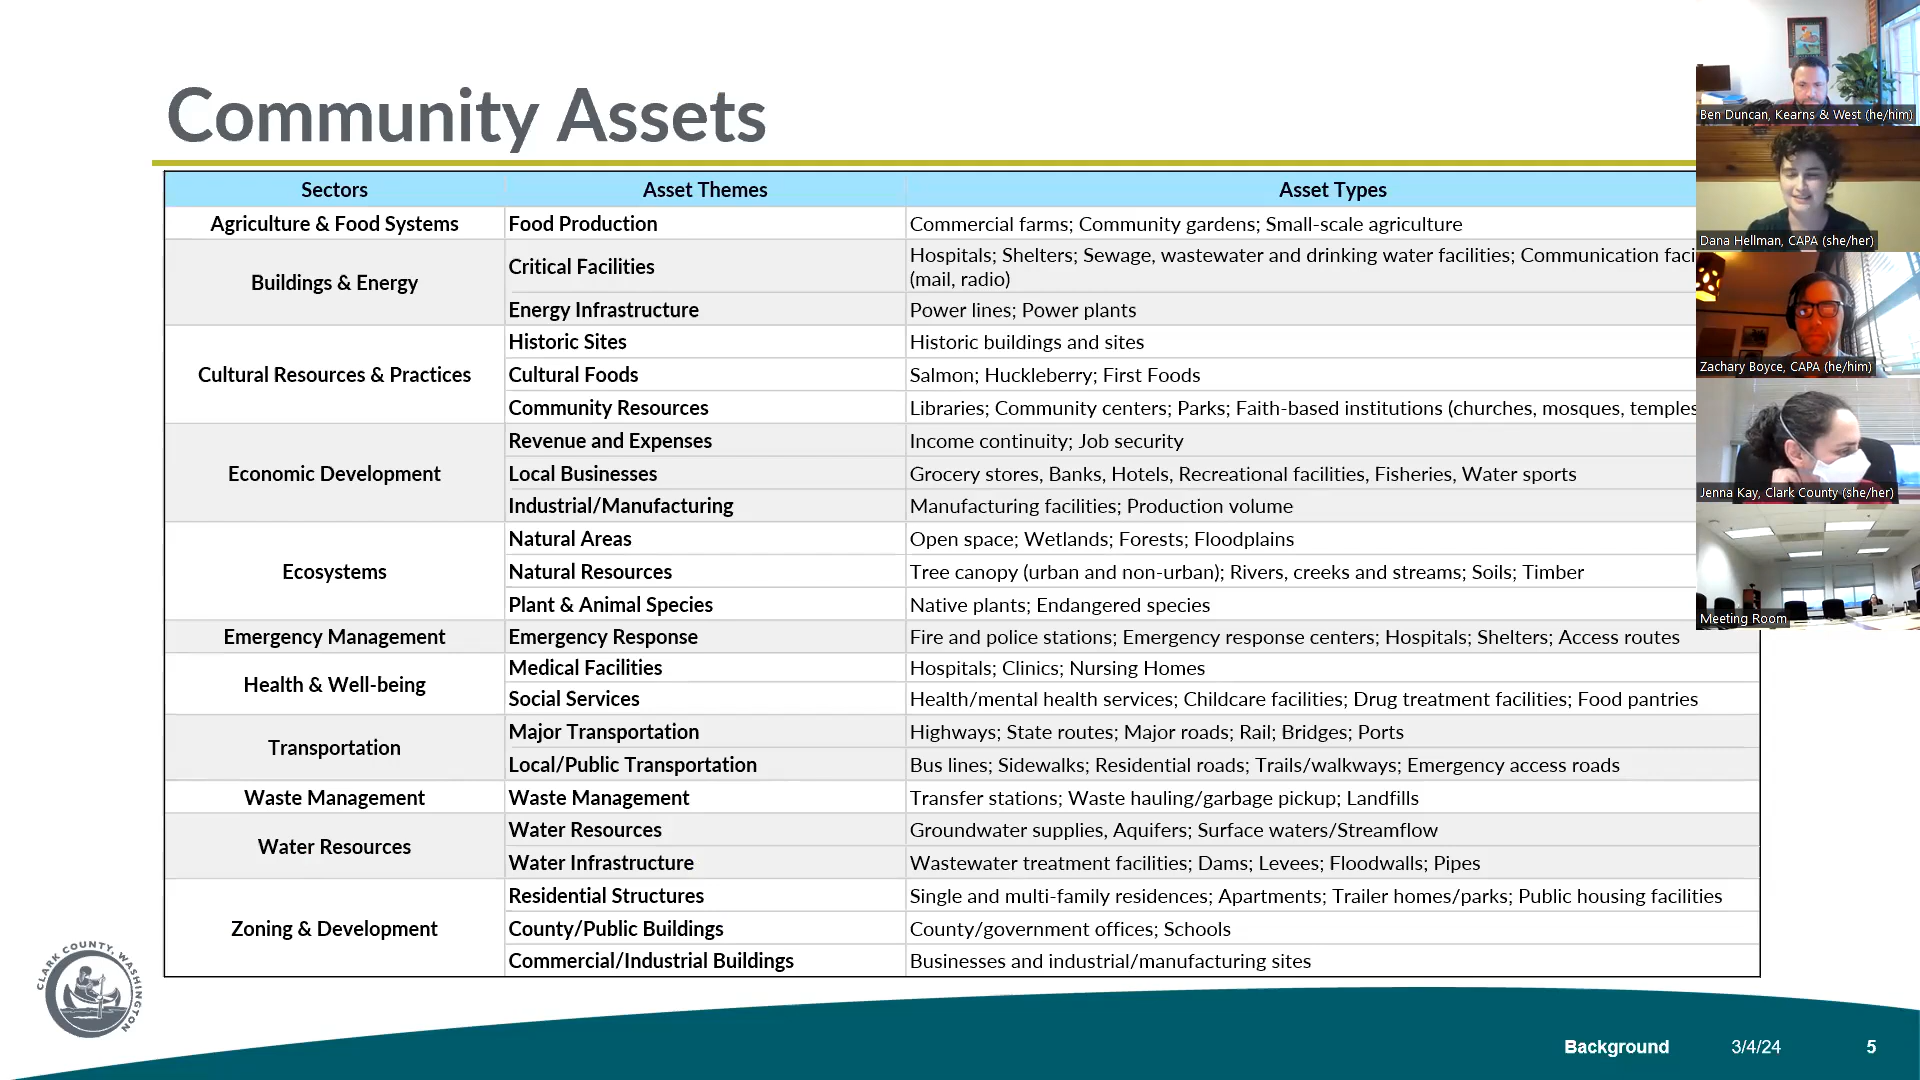 Community Assets
Sectors Asset Themes Asset Types
Agriculture & Food Systems Food Production Commercial farms; Community gardens; Small-scale agriculture
Buildings & Energy Critical Facilities Hospitals; Shelters; Sewage, wastewater and drinking water facilities; Communication faci
(mail, radio)
Energy Infrastructure Power lines; Power plants
Cultural Resources & Practices Historic Sites Historic buildings and sites
Cultural Foods Salmon; Huckleberry; First Foods
Community Resources Libraries; Community centers; Parks; Faith-based institutions (churches, mosques, temples
Economic Development Revenue and Expenses Income continuity; Job security
Local Businesses Grocery stores, Banks, Hotels, Recreational facilities, Fisheries, Water sports
Industrial/Manufacturing Manufacturing facilities; Production volume
Ecosystems Natural Areas Open space; Wetlands; Forests; Floodplains
Natural Resources Tree canopy (urban and non-urban); Rivers, creeks and streams; Soils; Timber
Plant & Animal Species Native plants; Endangered species
Emergency Management Emergency Response Fire and police stations; Emergency response centers; Hospitals; Shelters; Access routes
Health & Well-being Medical Facilities Hospitals; Clinics; Nursing Homes
Social Services Health/mental health services; Childcare facilities; Drug treatment facilities; Food pantries
Transportation Major Transportation Highways; State routes; Major roads; Rail; Bridges; Ports
Local/Public Transportation Bus lines; Sidewalks; Residential roads; Trails/walkways; Emergency access roads
Waste Management Waste Management Transfer stations; Waste hauling/garbage pickup; Landfills
Water Resources Water Resources Groundwater supplies, Aquifers; Surface waters/Streamflow
Water Infrastructure Wastewater treatment facilities; Dams; Levees; Floodwalls; Pipes
Zoning & Development Residential Structures Single and multi-family residences; Apartments; Trailer homes/parks; Public housing facilities
County/Public Buildings County/government offices; Schools
Commercial/Industrial Buildings Businesses and industrial/manufacturing sites
CLARK COUNTY, WASHINGTON
Background 3/4/24 5
Ben Duncan, Kearns & West (he/him)
Dana Hellman, CAPA (she/her)
Zachary Boyce, CAPA (he/him)
Jenna Kay, Clark County (she/her)
Meeting Room